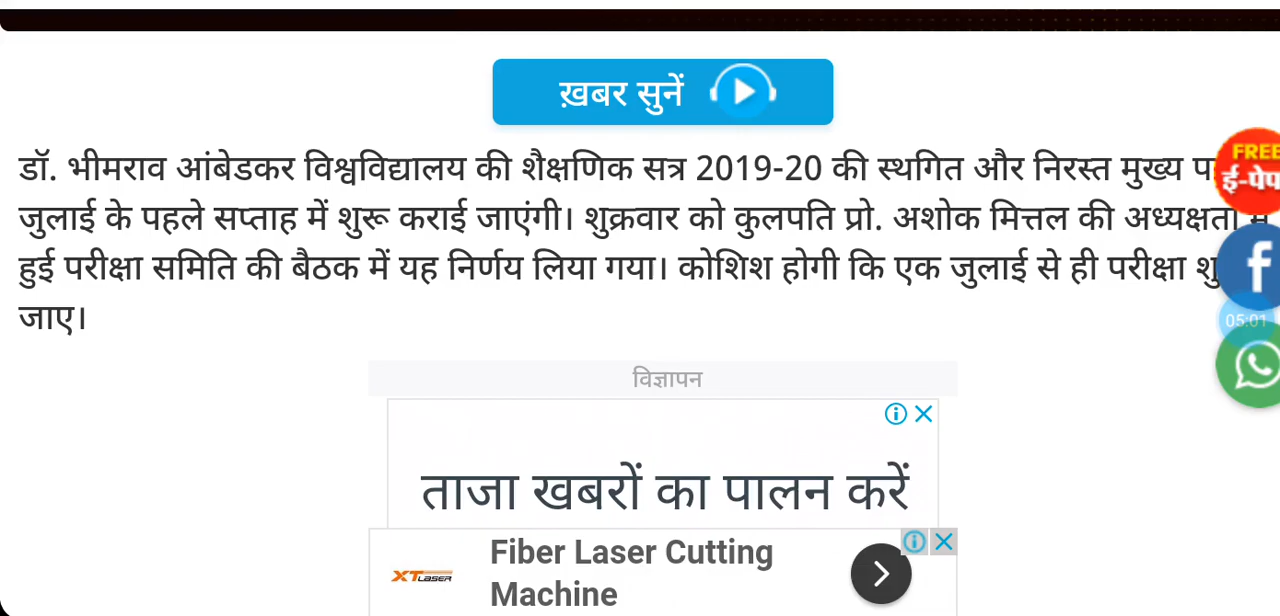 ख़बर सुनें
डॉ. भीमराव आंबेडकर विश्वविद्यालय की शैक्षणिक सत्र 2019-20 की स्थगित और निरस्त मुख्य
जुलाई के पहले सप्ताह में शुरू कराई जाएंगी। शुक्रवार को कुलपति प्रो. अशोक मित्तल की अध्यक्षता में
हुई परीक्षा समिति की बैठक में यह निर्णय लिया गया। कोशिश होगी कि एक जुलाई से ही परीक्षा
जाए।
FREE
05:01
विज्ञापन
ताजा खबरों का पालन करें
XTLASER
Fiber Laser Cutting
Machine